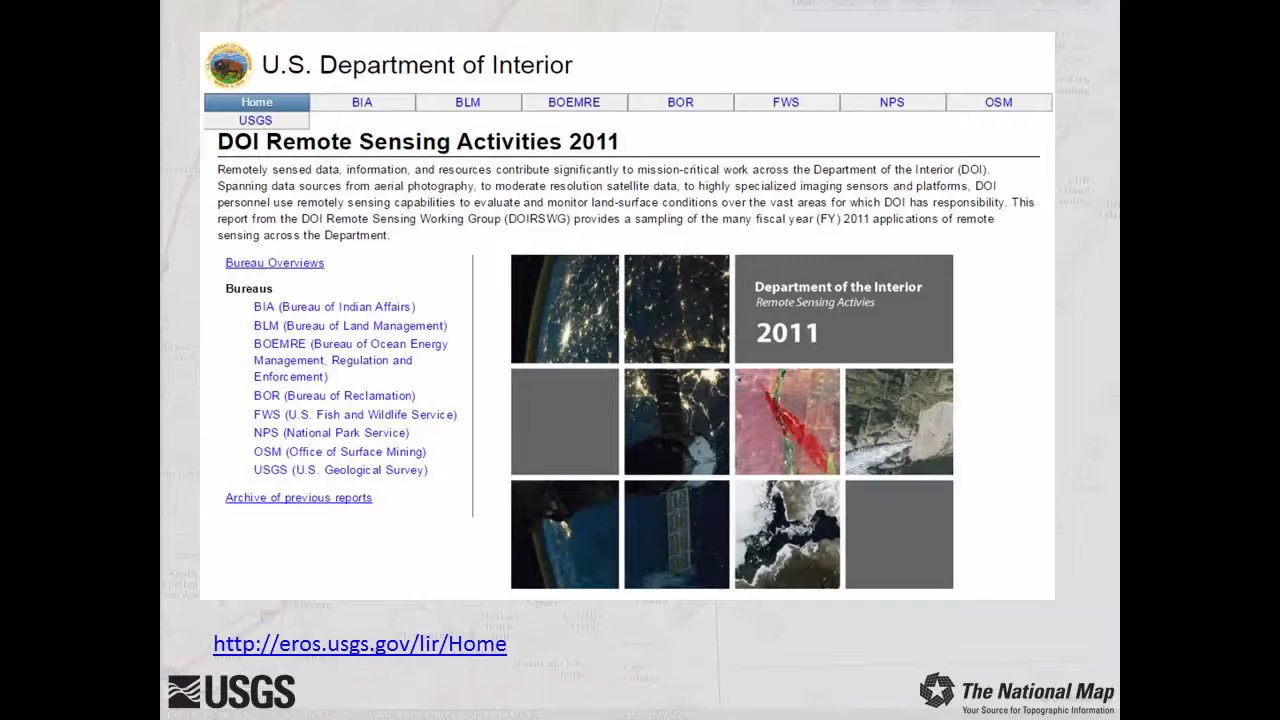 U.S. Department of Interior
Home BIA BLM BOEMRE BOR FWS NPS OSM
USGS
DOI Remote Sensing Activities 2011
Remotely sensed data, information, and resources contribute significantly to mission-critical work across the Department of the Interior (DOI).
Spanning data sources from aerial photography, to moderate resolution satellite data, to highly specialized imaging sensors and platforms, DOI
personnel use remotely sensing capabilities to evaluate and monitor land-surface conditions over the vast areas for which DOI has responsibility. This
report from the DOI Remote Sensing Working Group (DOIRSWG) provides a sampling of the many fiscal year (FY) 2011 applications of remote
sensing across the Department.
Bureau Overviews
Bureaus
BIA (Bureau of Indian Affairs)
BLM (Bureau of Land Management)
BOEMRE (Bureau of Ocean Energy
Management, Regulation and
Enforcement)
BOR (Bureau of Reclamation)
FWS (U.S. Fish and Wildlife Service)
NPS (National Park Service)
OSM (Office of Surface Mining)
USGS (U.S. Geological Survey)
Archive of previous reports
Department of the Interior
Remote Sensing Activies
2011
http://eros.usgs.gov/lir/Home
USGS
The National Map
Your Source for Topographic Information